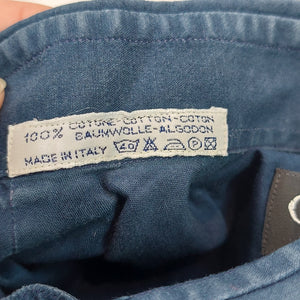 100% COTONE-COTTON-COTON
BAUMWOLLE-ALGODON
MADE IN ITALY 40 P